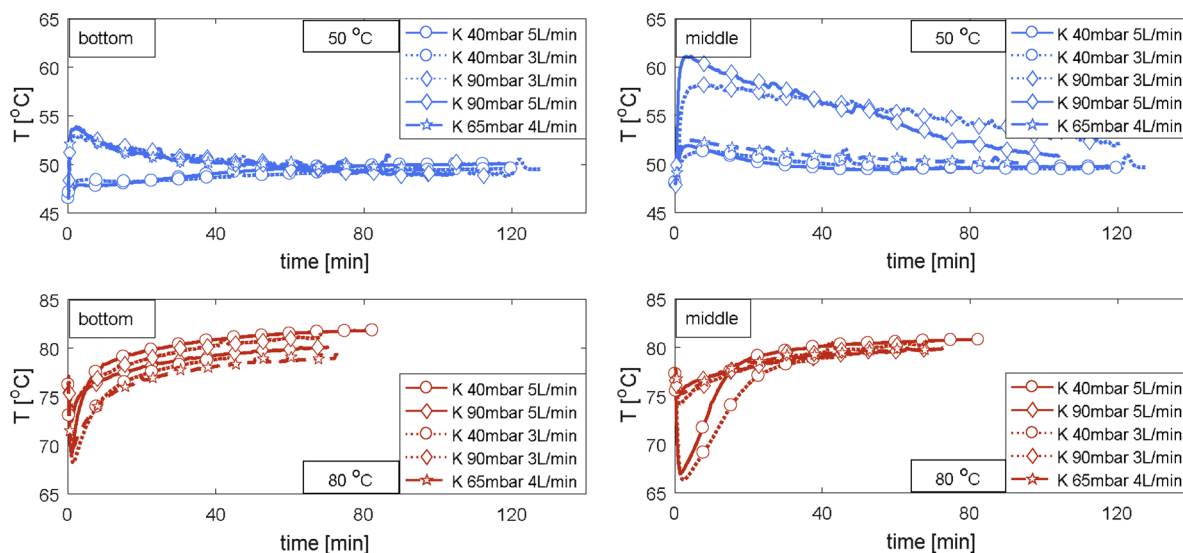 bottom
50 °C
K 40mbar 5L/min
K 40mbar 3L/min
K 90mbar 3L/min
K 90mbar 5L/min
K 65mbar 4L/min
65
60
55
50
45
T [°C]
0
40
80
120
time [min]
middle
50 °C
K 40mbar 5L/min
K 40mbar 3L/min
K 90mbar 3L/min
K 90mbar 5L/min
K 65mbar 4L/min
65
60
55
50
45
T [°C]
0
40
80
120
time [min]
bottom
85
80
75
70
65
T [°C]
K 40mbar 5L/min
K 90mbar 5L/min
K 40mbar 3L/min
K 90mbar 3L/min
K 65mbar 4L/min
80 °C
0
40
80
120
time [min]
middle
85
80
75
70
65
T [°C]
K 40mbar 5L/min
K 90mbar 5L/min
K 40mbar 3L/min
K 90mbar 3L/min
K 65mbar 4L/min
80 °C
0
40
80
120
time [min]